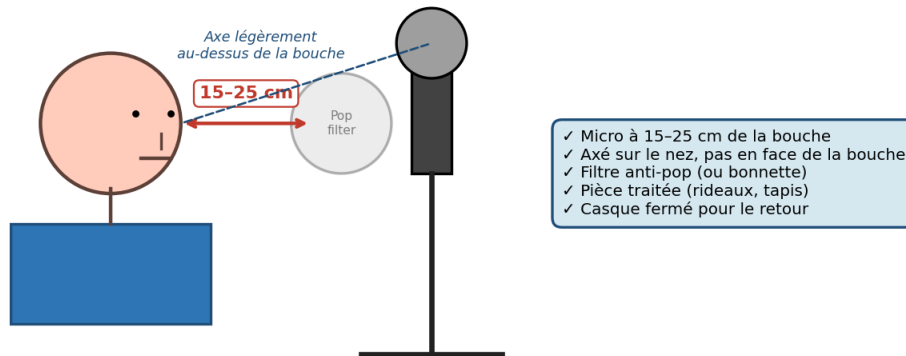 Axe légèrement
au-dessus de la bouche
15–25 cm
Pop
filter
✓ Micro à 15–25 cm de la bouche
✓ Axé sur le nez, pas en face de la bouche
✓ Filtre anti-pop (ou bonnette)
✓ Pièce traitée (rideaux, tapis)
✓ Casque fermé pour le retour